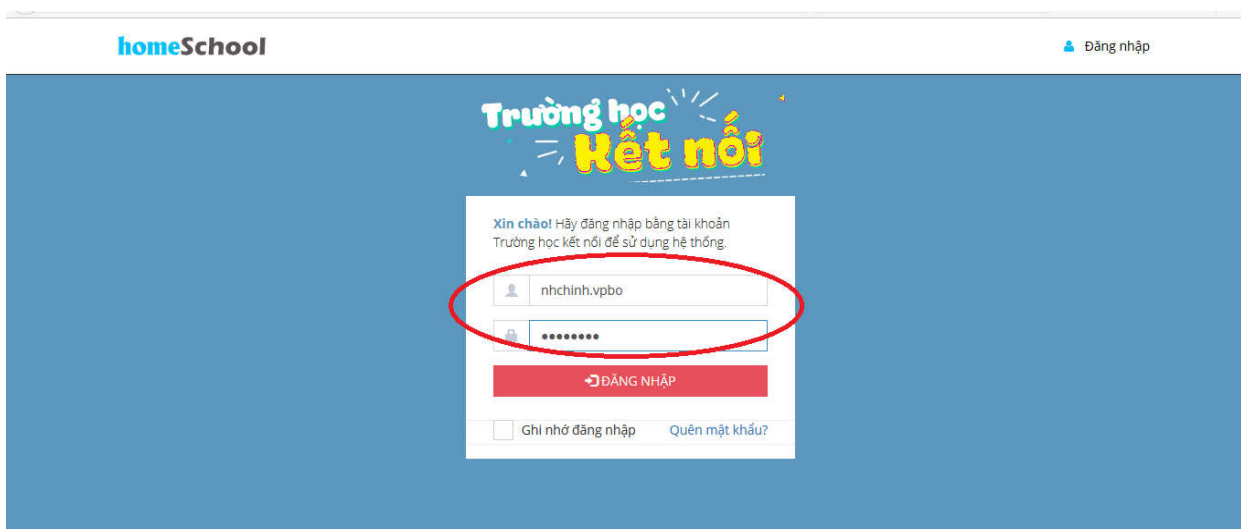 homeSchool
Đăng nhập
Trường học
Kết nối
Xin chào! Hãy đăng nhập bằng tài khoản
Trường học kết nối để sử dụng hệ thống.
nhchinh.vpbo
••••••••
ĐĂNG NHẬP
Ghi nhớ đăng nhập Quên mật khẩu?